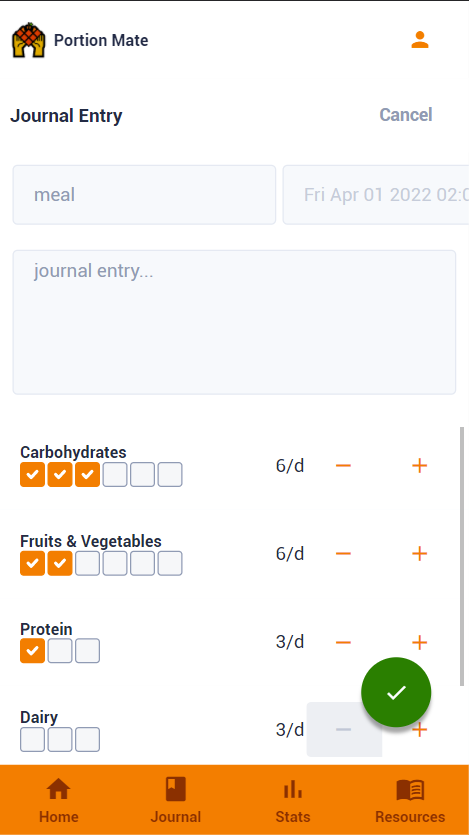 Portion Mate
Journal Entry
Cancel
meal
Fri Apr 01 2022 02:0
journal entry...
Carbohydrates
6/d
Fruits & Vegetables
6/d
Protein
3/d
Dairy
3/d
Home
Journal
Stats
Resources